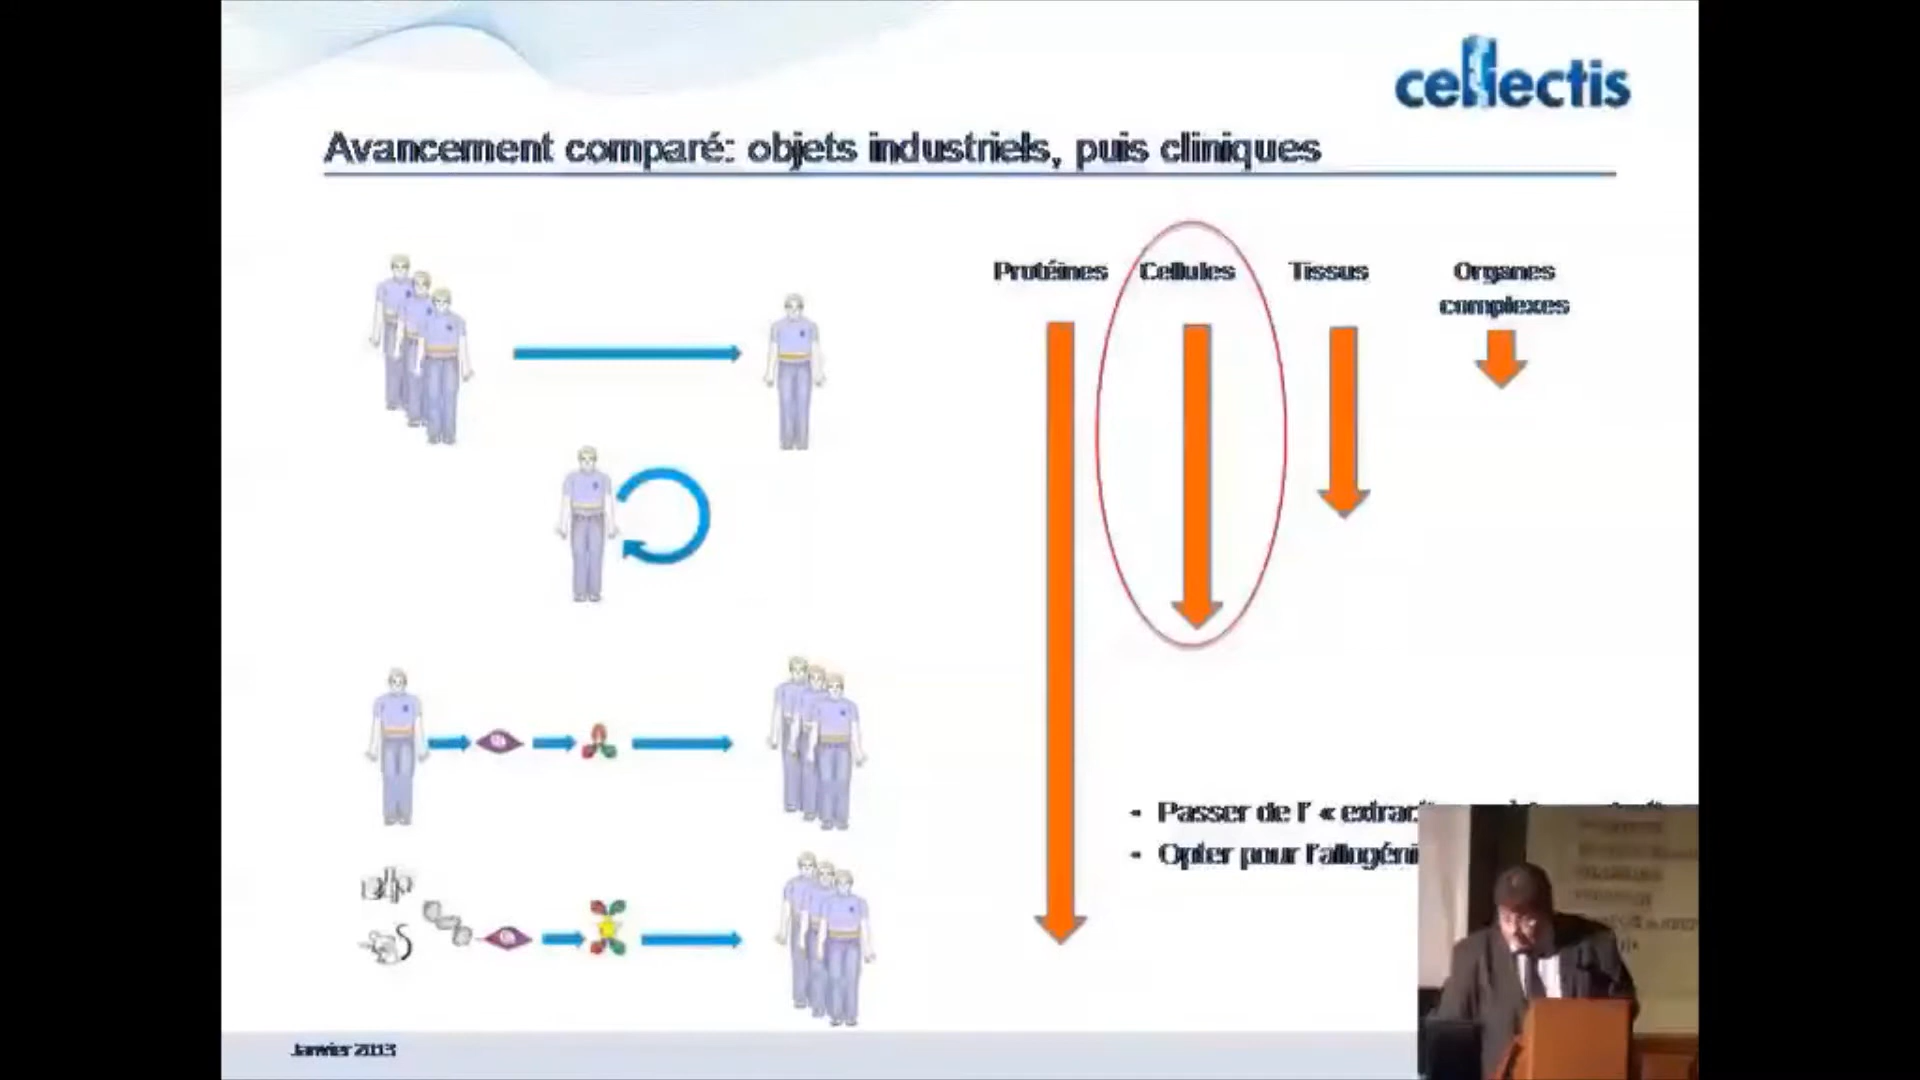 cellectis
Avancement comparé: objets industriels, puis cliniques
Protéines
Cellules
Tissus
Organes
complexes
- Passer de l' « extrac
- Opter pour l'allogéni
Janvier 2013